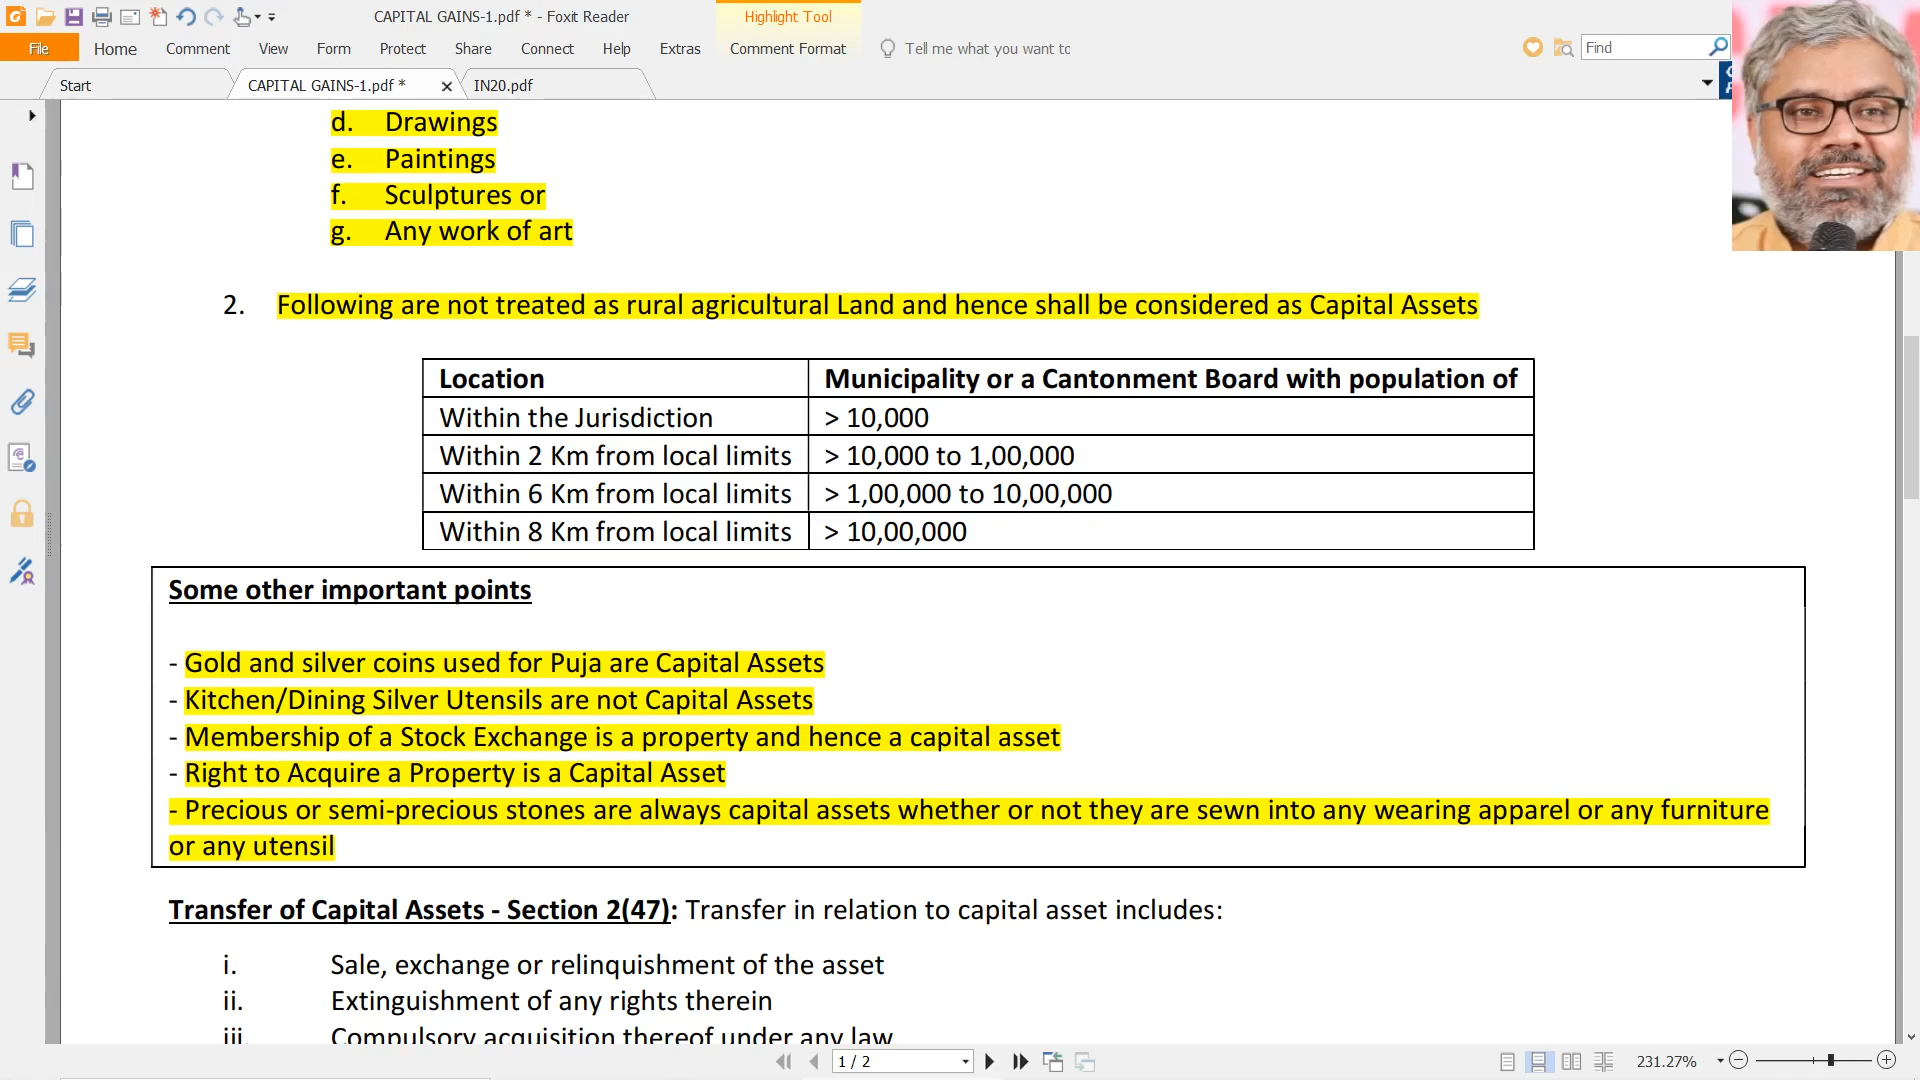 CAPITAL GAINS-1.pdf * - Foxit Reader
Highlight Tool
File Home Comment View Form Protect Share Connect Help Extras Comment Format Tell me what you want to Find
Start CAPITAL GAINS-1.pdf * IN20.pdf
d. Drawings
e. Paintings
f. Sculptures or
g. Any work of art
2. Following are not treated as rural agricultural Land and hence shall be considered as Capital Assets
Location Municipality or a Cantonment Board with population of
Within the Jurisdiction > 10,000
Within 2 Km from local limits > 10,000 to 1,00,000
Within 6 Km from local limits > 1,00,000 to 10,00,000
Within 8 Km from local limits > 10,00,000
Some other important points
- Gold and silver coins used for Puja are Capital Assets
- Kitchen/Dining Silver Utensils are not Capital Assets
- Membership of a Stock Exchange is a property and hence a capital asset
- Right to Acquire a Property is a Capital Asset
- Precious or semi-precious stones are always capital assets whether or not they are sewn into any wearing apparel or any furniture
or any utensil
Transfer of Capital Assets - Section 2(47): Transfer in relation to capital asset includes:
i. Sale, exchange or relinquishment of the asset
ii. Extinguishment of any rights therein
iii. Compulsory acquisition thereof under any law
1 / 2 231.27%